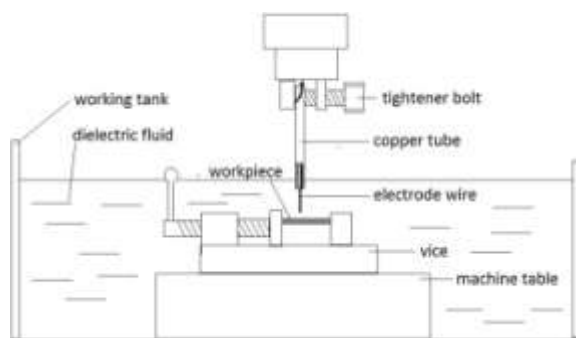 working tank
tightener bolt
dielectric fluid
copper tube
workpiece
electrode wire
vice
machine table